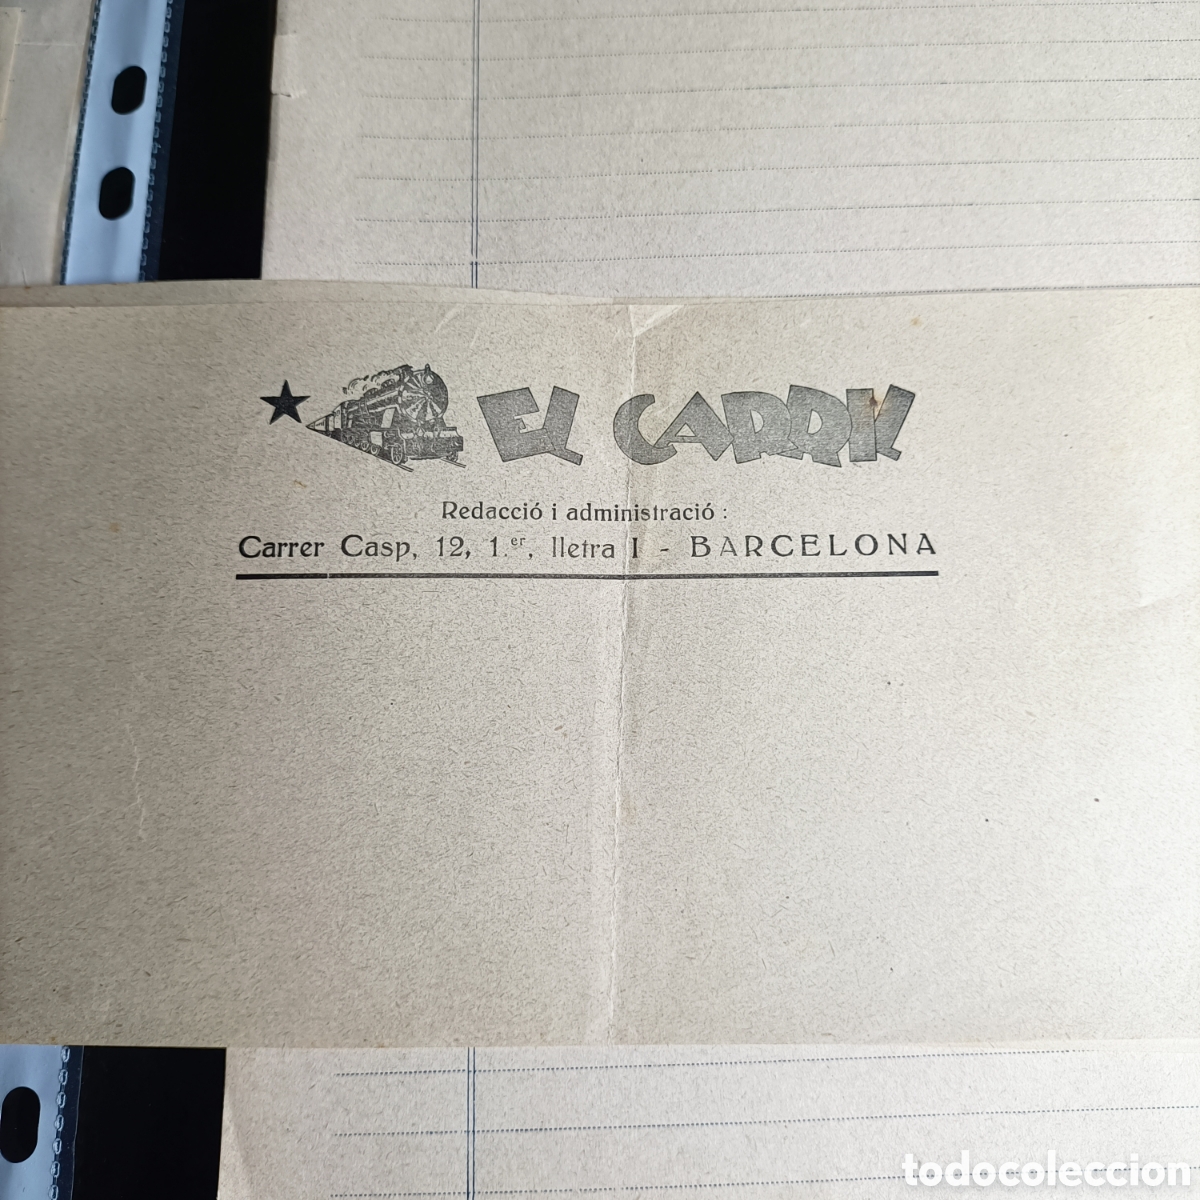 EL CARRIL
Redacció i administració :
Carrer Casp, 12, 1.er, lletra I - BARCELONA
todocoleccion